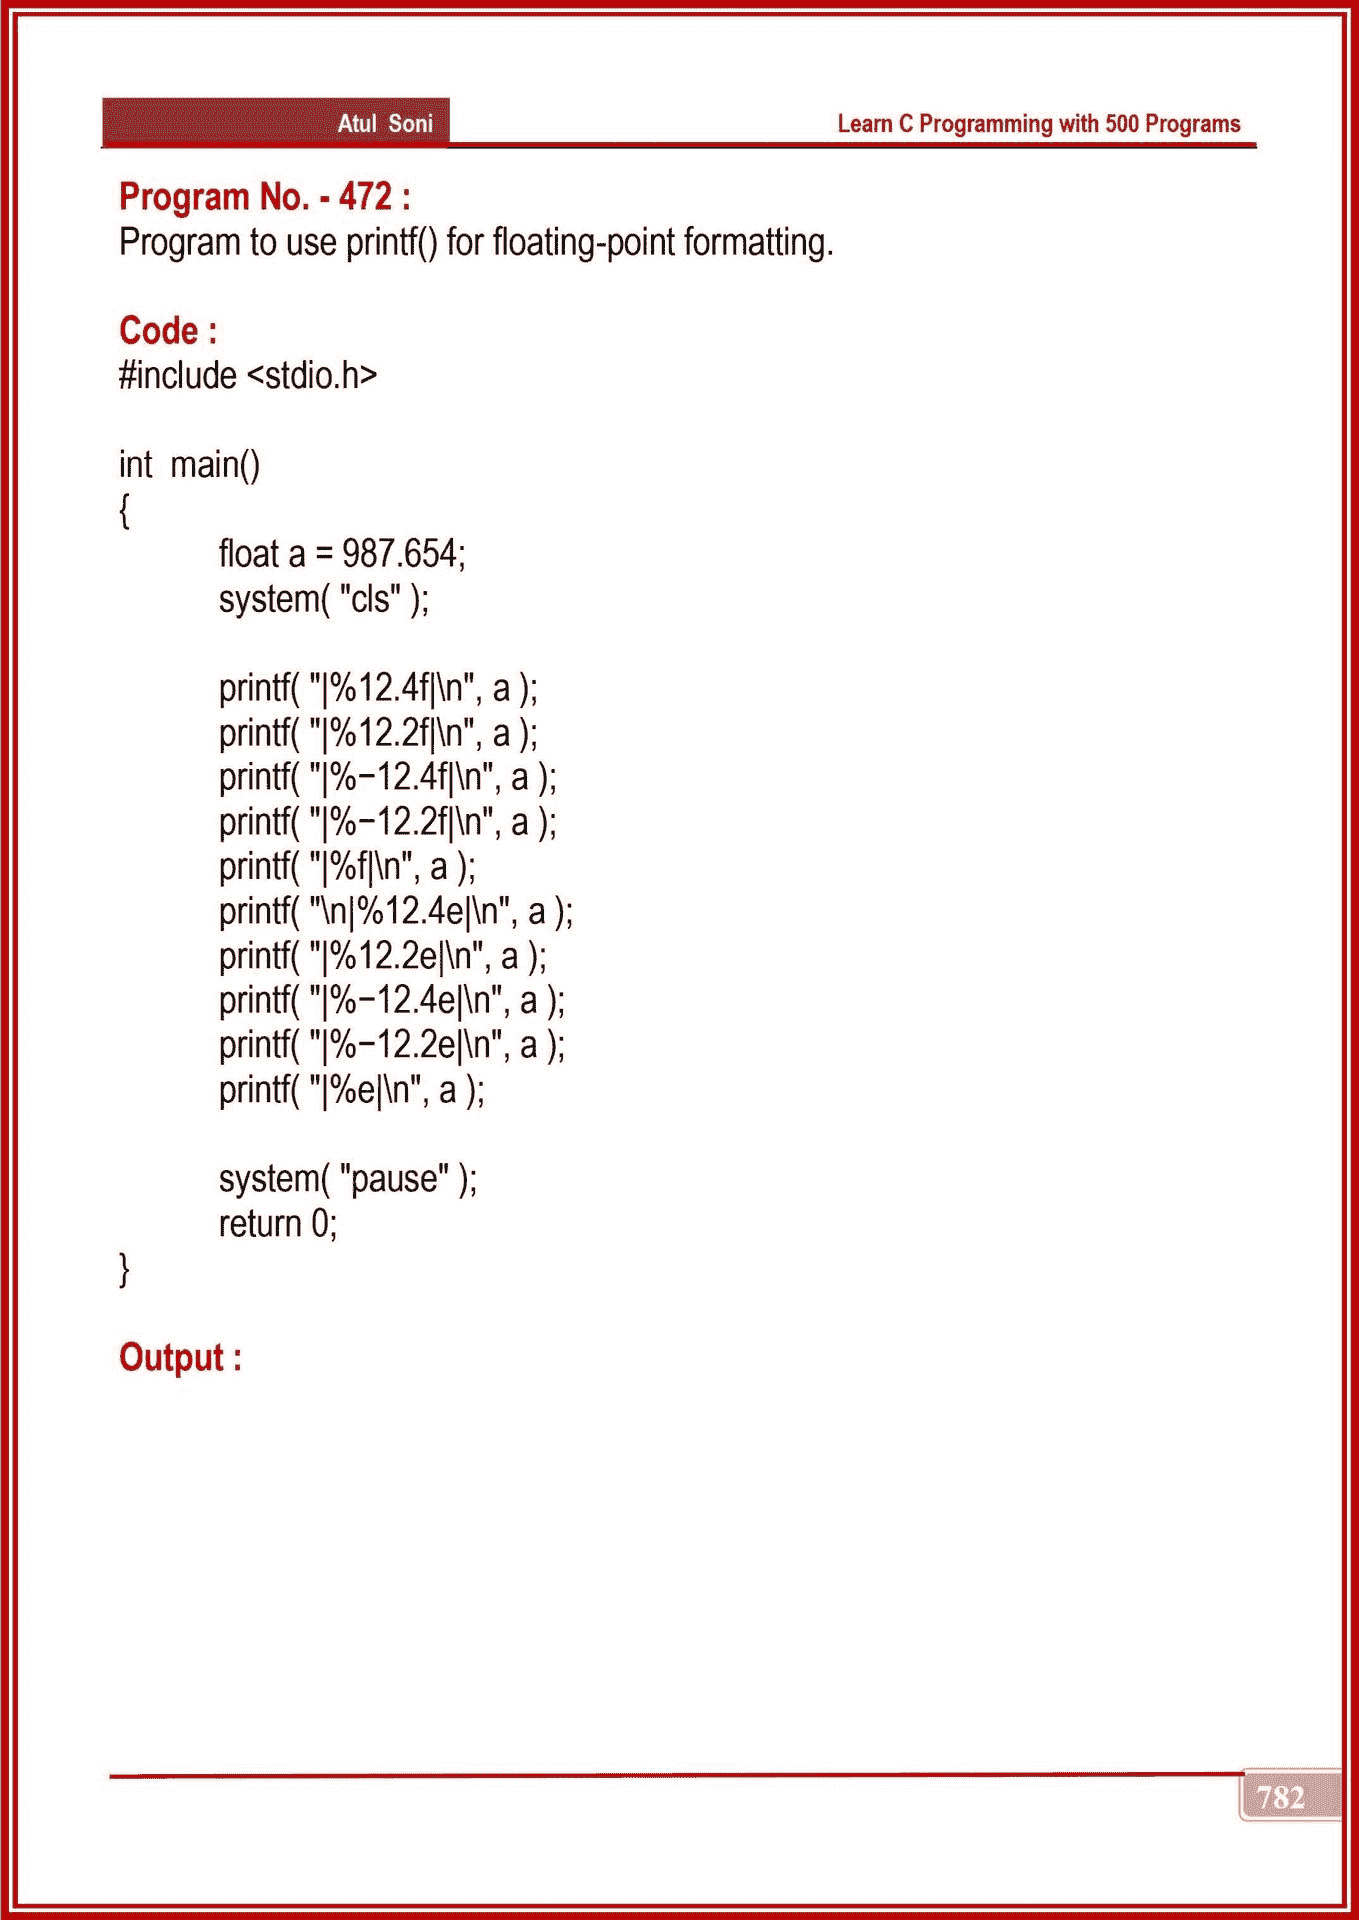 Atul  Soni
Learn C Programming with 500 Programs
Program No. - 472 :
Program to use printf() for floating-point formatting.
Code :
#include <stdio.h>
int  main()
{
float a = 987.654;
system( "cls" );
printf( "|%12.4f|\n", a );
printf( "|%12.2f|\n", a );
printf( "|%−12.4f|\n", a );
printf( "|%−12.2f|\n", a );
printf( "|%f|\n", a );
printf( "\n|%12.4e|\n", a );
printf( "|%12.2e|\n", a );
printf( "|%−12.4e|\n", a );
printf( "|%−12.2e|\n", a );
printf( "|%e|\n", a );
system( "pause" );
return 0;
}
Output :
782